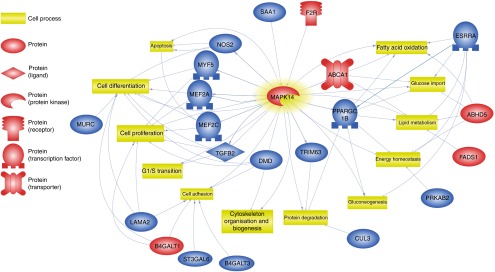 Cell process
Protein
Protein
(ligand)
Protein
(protein kinase)
Protein
(receptor)
Protein
(transcription factor)
Protein
(transporter)
SAA1
F2R
NOS2
Apoptosis
ESRRA
Fatty acid oxidation
MYF5
ABCA1
Cell differentiation
Glucose import
MEF2A
MAPK14
PPARGC
1B
ABHD5
MURC
MEF2C
Lipid metabolism
Cell proliferation
TGFB2
FADS1
DMD
TRIM63
Energy homeostasis
G1/S transition
Cell adhesion
PRKAB2
Gluconeogenesis
LAMA2
Cytoskeleton
organisation and
biogenesis
Protein degradation
B4GALT1
CUL3
ST3GAL6
B4GALT3